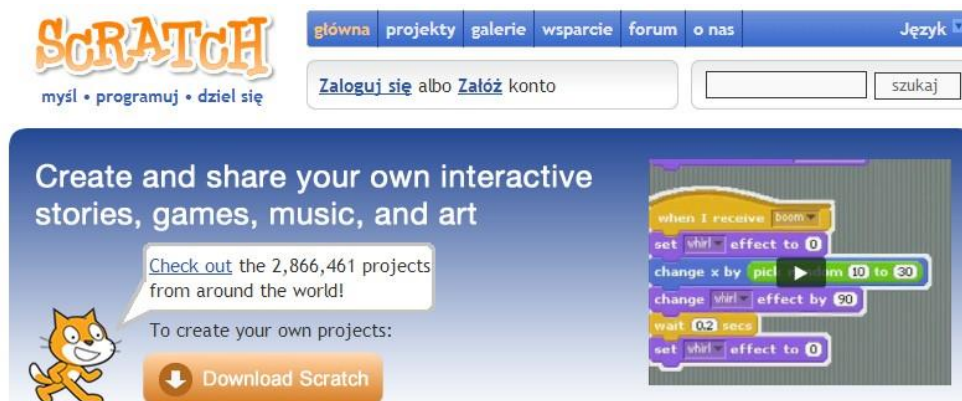 SCRATCH
myśl • programuj • dziel się
główna projekty galerie wsparcie forum o nas Język
Zaloguj się albo Załóż konto
szukaj
Create and share your own interactive
stories, games, music, and art
Check out the 2,866,461 projects
from around the world!
To create your own projects:
Download Scratch
when I receive boom
set whirl effect to 0
change x by pick random 10 to 30
change whirl effect by 90
wait 0.2 secs
set whirl effect to 0